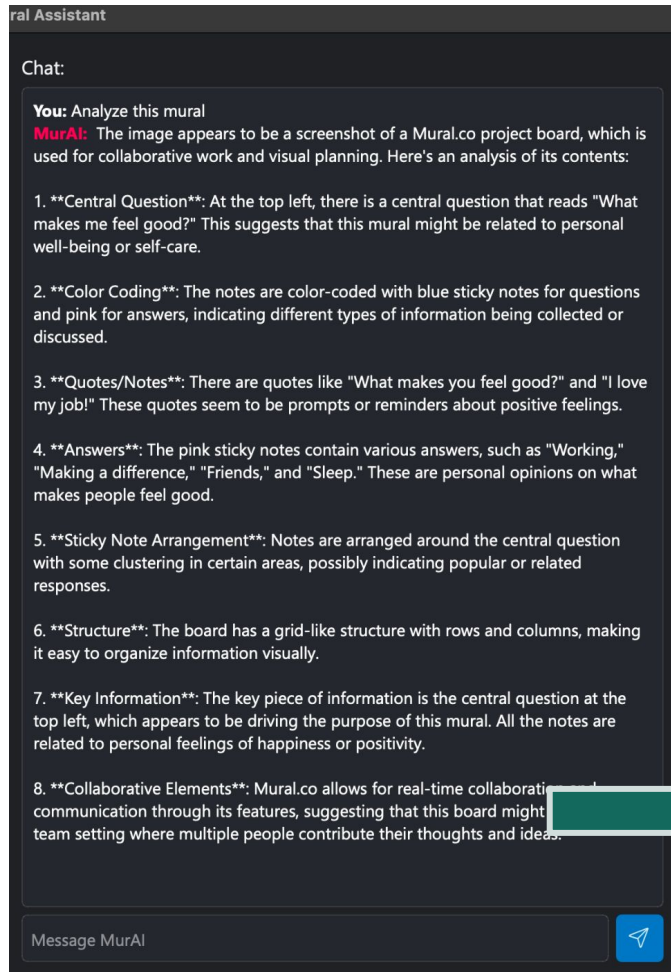 ral Assistant
Chat:
You: Analyze this mural
MurAI: The image appears to be a screenshot of a Mural.co project board, which is
used for collaborative work and visual planning. Here's an analysis of its contents:
1. **Central Question**: At the top left, there is a central question that reads "What
makes me feel good?" This suggests that this mural might be related to personal
well-being or self-care.
2. **Color Coding**: The notes are color-coded with blue sticky notes for questions
and pink for answers, indicating different types of information being collected or
discussed.
3. **Quotes/Notes**: There are quotes like "What makes you feel good?" and "I love
my job!" These quotes seem to be prompts or reminders about positive feelings.
4. **Answers**: The pink sticky notes contain various answers, such as "Working,"
"Making a difference," "Friends," and "Sleep." These are personal opinions on what
makes people feel good.
5. **Sticky Note Arrangement**: Notes are arranged around the central question
with some clustering in certain areas, possibly indicating popular or related
responses.
6. **Structure**: The board has a grid-like structure with rows and columns, making
it easy to organize information visually.
7. **Key Information**: The key piece of information is the central question at the
top left, which appears to be driving the purpose of this mural. All the notes are
related to personal feelings of happiness or positivity.
8. **Collaborative Elements**: Mural.co allows for real-time collaboration and
communication through its features, suggesting that this board might
team setting where multiple people contribute their thoughts and ideas.
Message MurAI